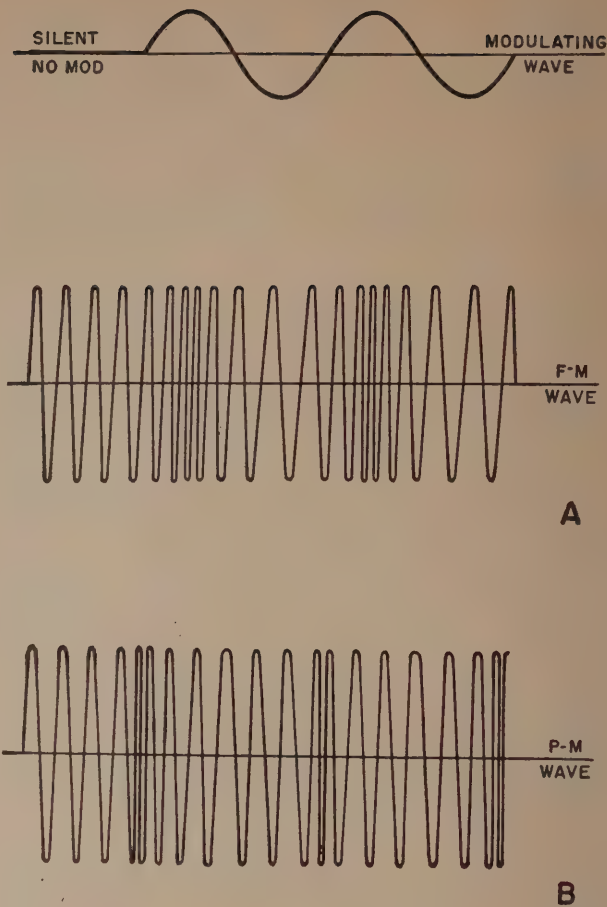 SILENT
NO MOD
MODULATING
WAVE
F-M
WAVE
A
P-M
WAVE
B